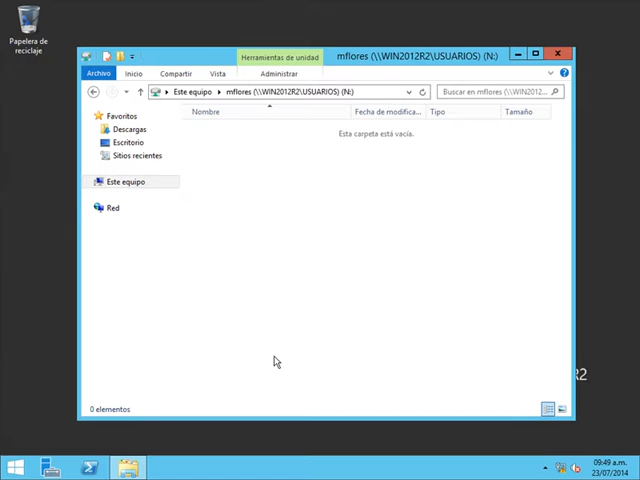 Papelera de
reciclaje
Herramientas de unidad
mflores (\\WIN2012R2\USUARIOS) (N:)
Archivo
Inicio
Compartir
Vista
Administrar
Este equipo
mflores (\\WIN2012R2\USUARIOS) (N:)
Buscar en mflores (\\WIN2012...
Nombre
Fecha de modifica...
Tipo
Tamaño
Esta carpeta está vacía.
Favoritos
Descargas
Escritorio
Sitios recientes
Este equipo
Red
R2
0 elementos
09:49 a.m.
23/07/2014